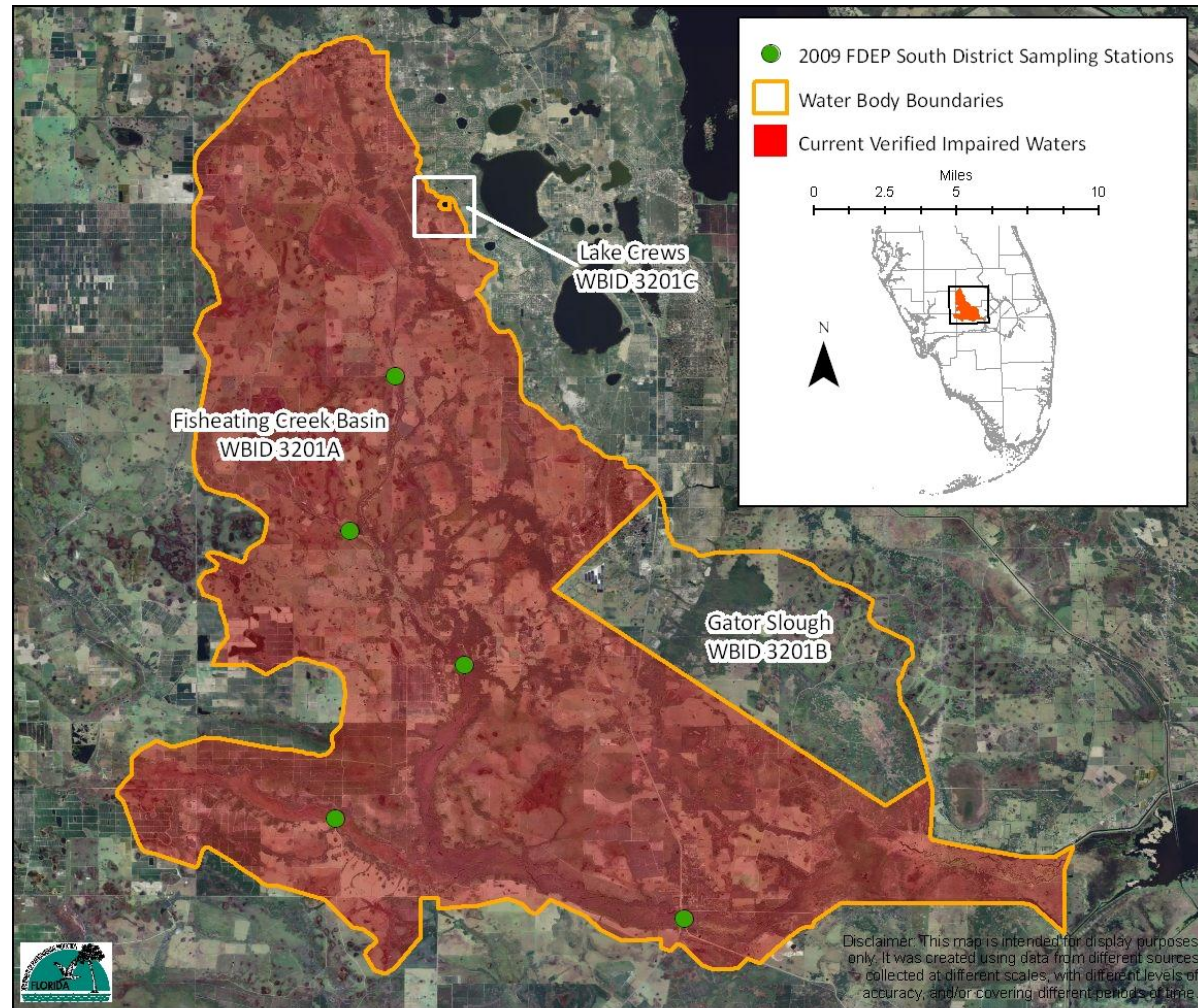 2009 FDEP South District Sampling Stations
Water Body Boundaries
Current Verified Impaired Waters
Miles
0 2.5 5 10
N
Lake Crews
WBID 3201C
Fisheating Creek Basin
WBID 3201A
Gator Slough
WBID 3201B
Disclaimer: This map is intended for display purposes
only. It was created using data from different sources
collected at different scales, with different levels of
accuracy, and/or covering different periods of time.
FLORIDA